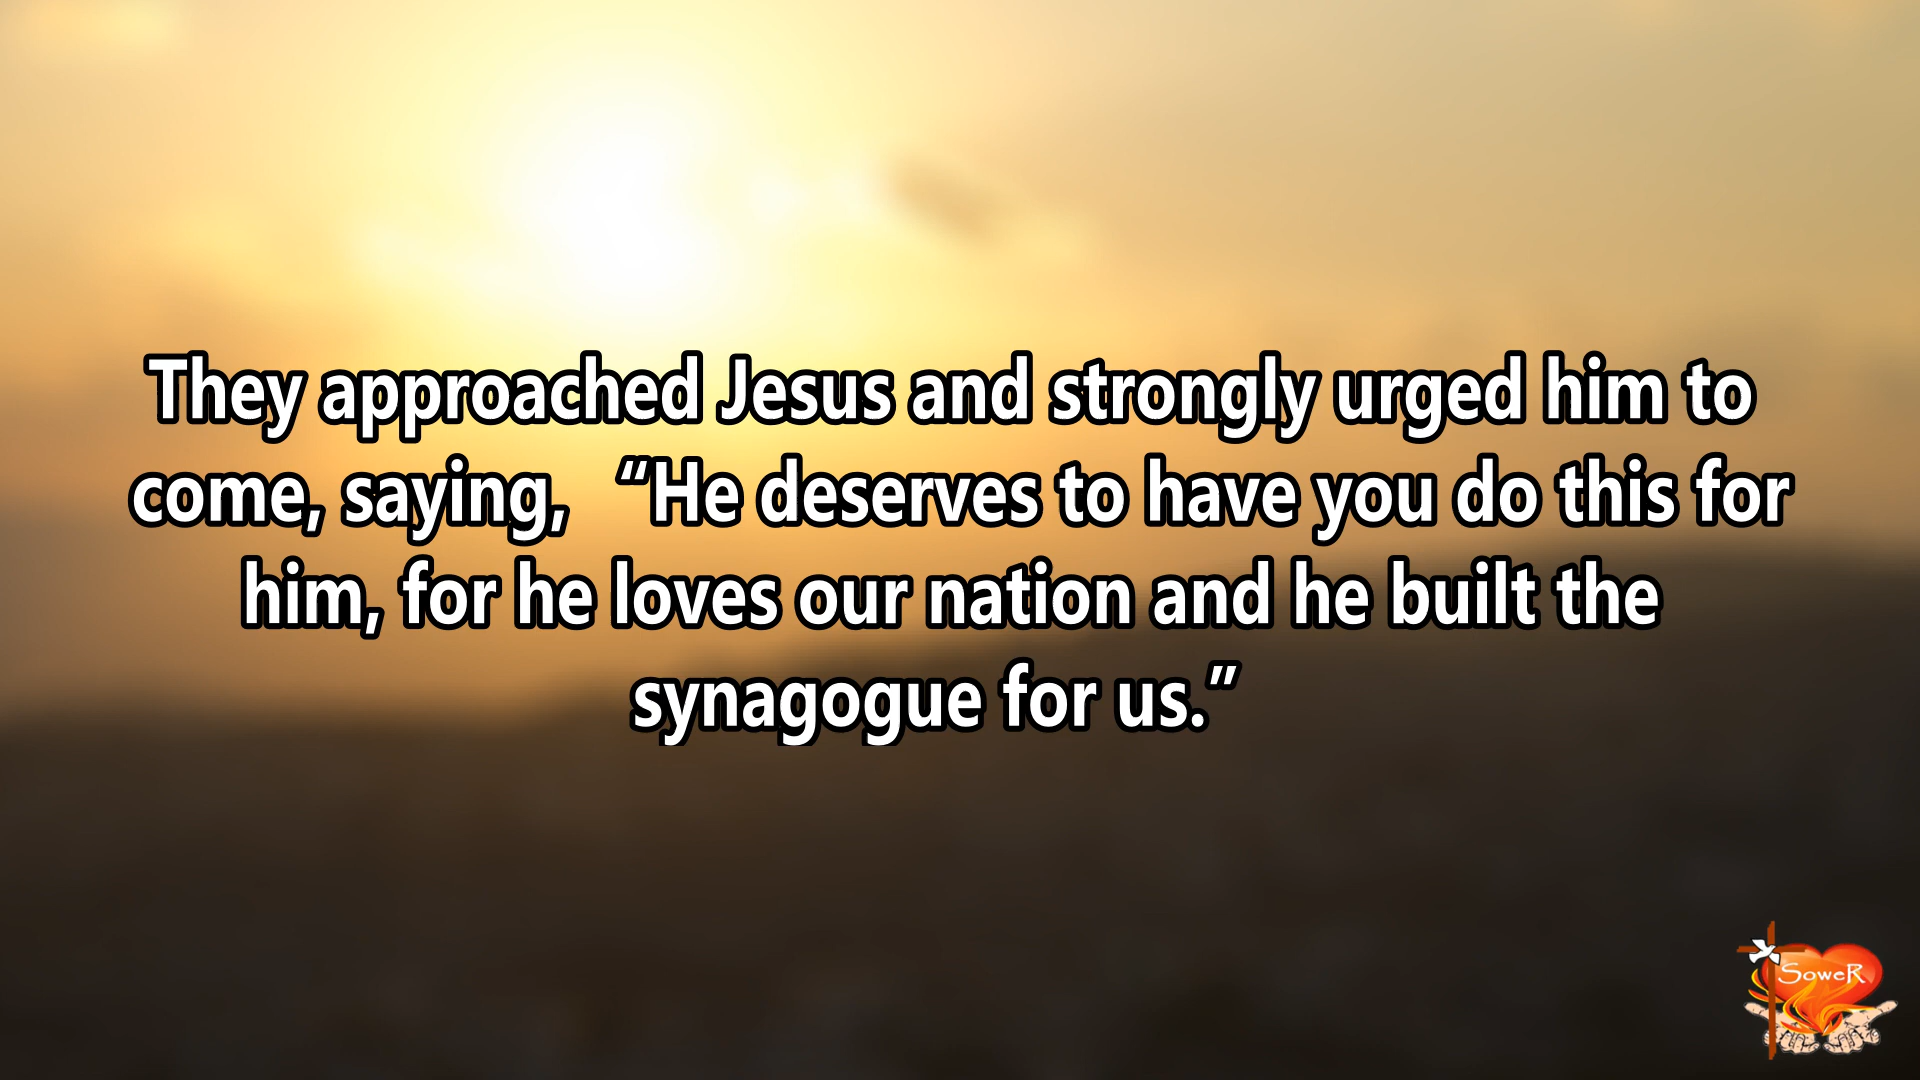 They approached Jesus and strongly urged him to
come, saying, “He deserves to have you do this for
him, for he loves our nation and he built the
synagogue for us.”
SoweR